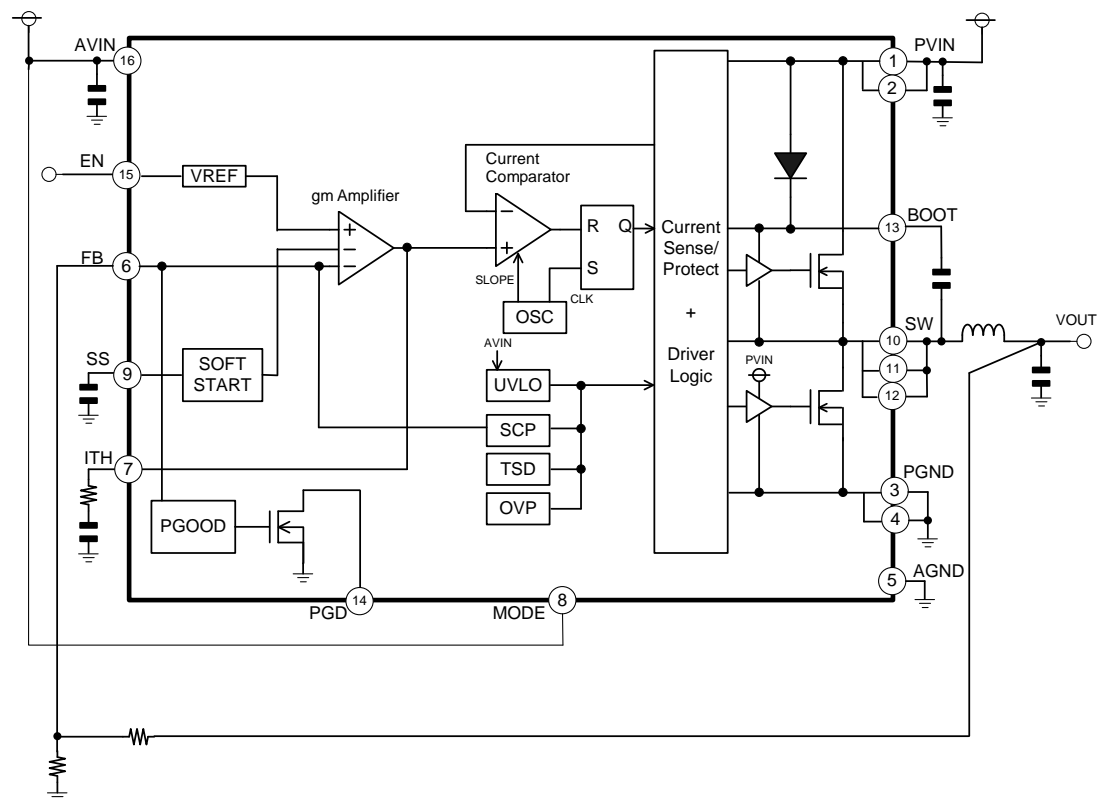 AVIN
16
PVIN
1
2
EN
15
VREF
gm Amplifier
+
−
−
Current
Comparator
−
+
R
Q
S
SLOPE
CLK
OSC
Current
Sense/
Protect
+
Driver
Logic
BOOT
13
FB
6
SS
9
SOFT
START
AVIN
UVLO
SCP
TSD
OVP
PVIN
SW
10
11
12
VOUT
ITH
7
PGOOD
PGND
3
4
5
AGND
PGD
14
MODE
8